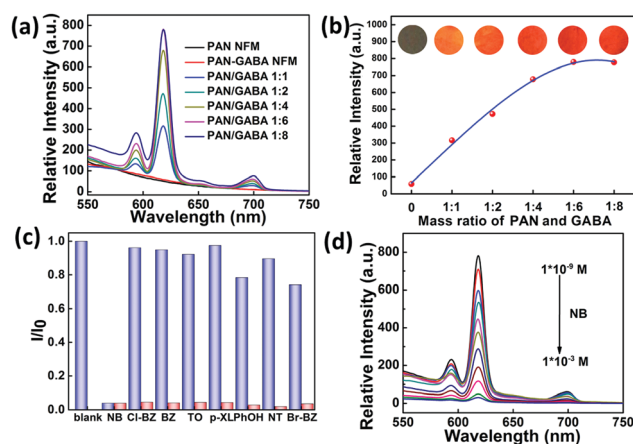 (a)
Relative Intensity (a.u.)
800
700
600
500
400
300
200
100
0
PAN NFM
PAN-GABA NFM
PAN/GABA 1:1
PAN/GABA 1:2
PAN/GABA 1:4
PAN/GABA 1:6
PAN/GABA 1:8
550 600 650 700 750
Wavelength (nm)
(b)
Relative Intensity (a.u.)
1000
900
800
700
600
500
400
300
200
100
0
0 1:1 1:2 1:4 1:6 1:8
Mass ratio of PAN and GABA
(c)
I/I0
1.0
0.8
0.6
0.4
0.2
0.0
blank NB Cl-BZ BZ TO p-XLPhOH NT Br-BZ
(d)
Relative Intensity (a.u.)
800
600
400
200
0
1*10-9 M
NB
1*10-3 M
550 600 650 700 750
Wavelength (nm)